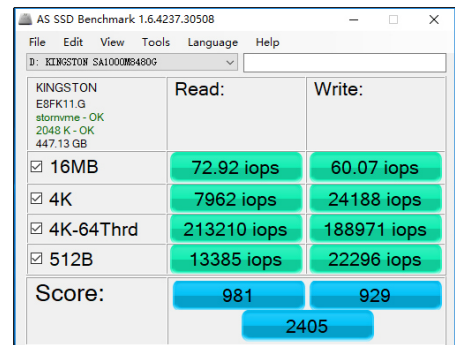 AS SSD Benchmark 1.6.4237.30508
File Edit View Tools Language Help
D: KINGSTON SA1000M8480G
KINGSTON
E8FK11.G
stornvme - OK
2048 K - OK
447.13 GB
Read: Write:
16MB 72.92 iops 60.07 iops
4K 7962 iops 24188 iops
4K-64Thrd 213210 iops 188971 iops
512B 13385 iops 22296 iops
Score: 981 929
2405